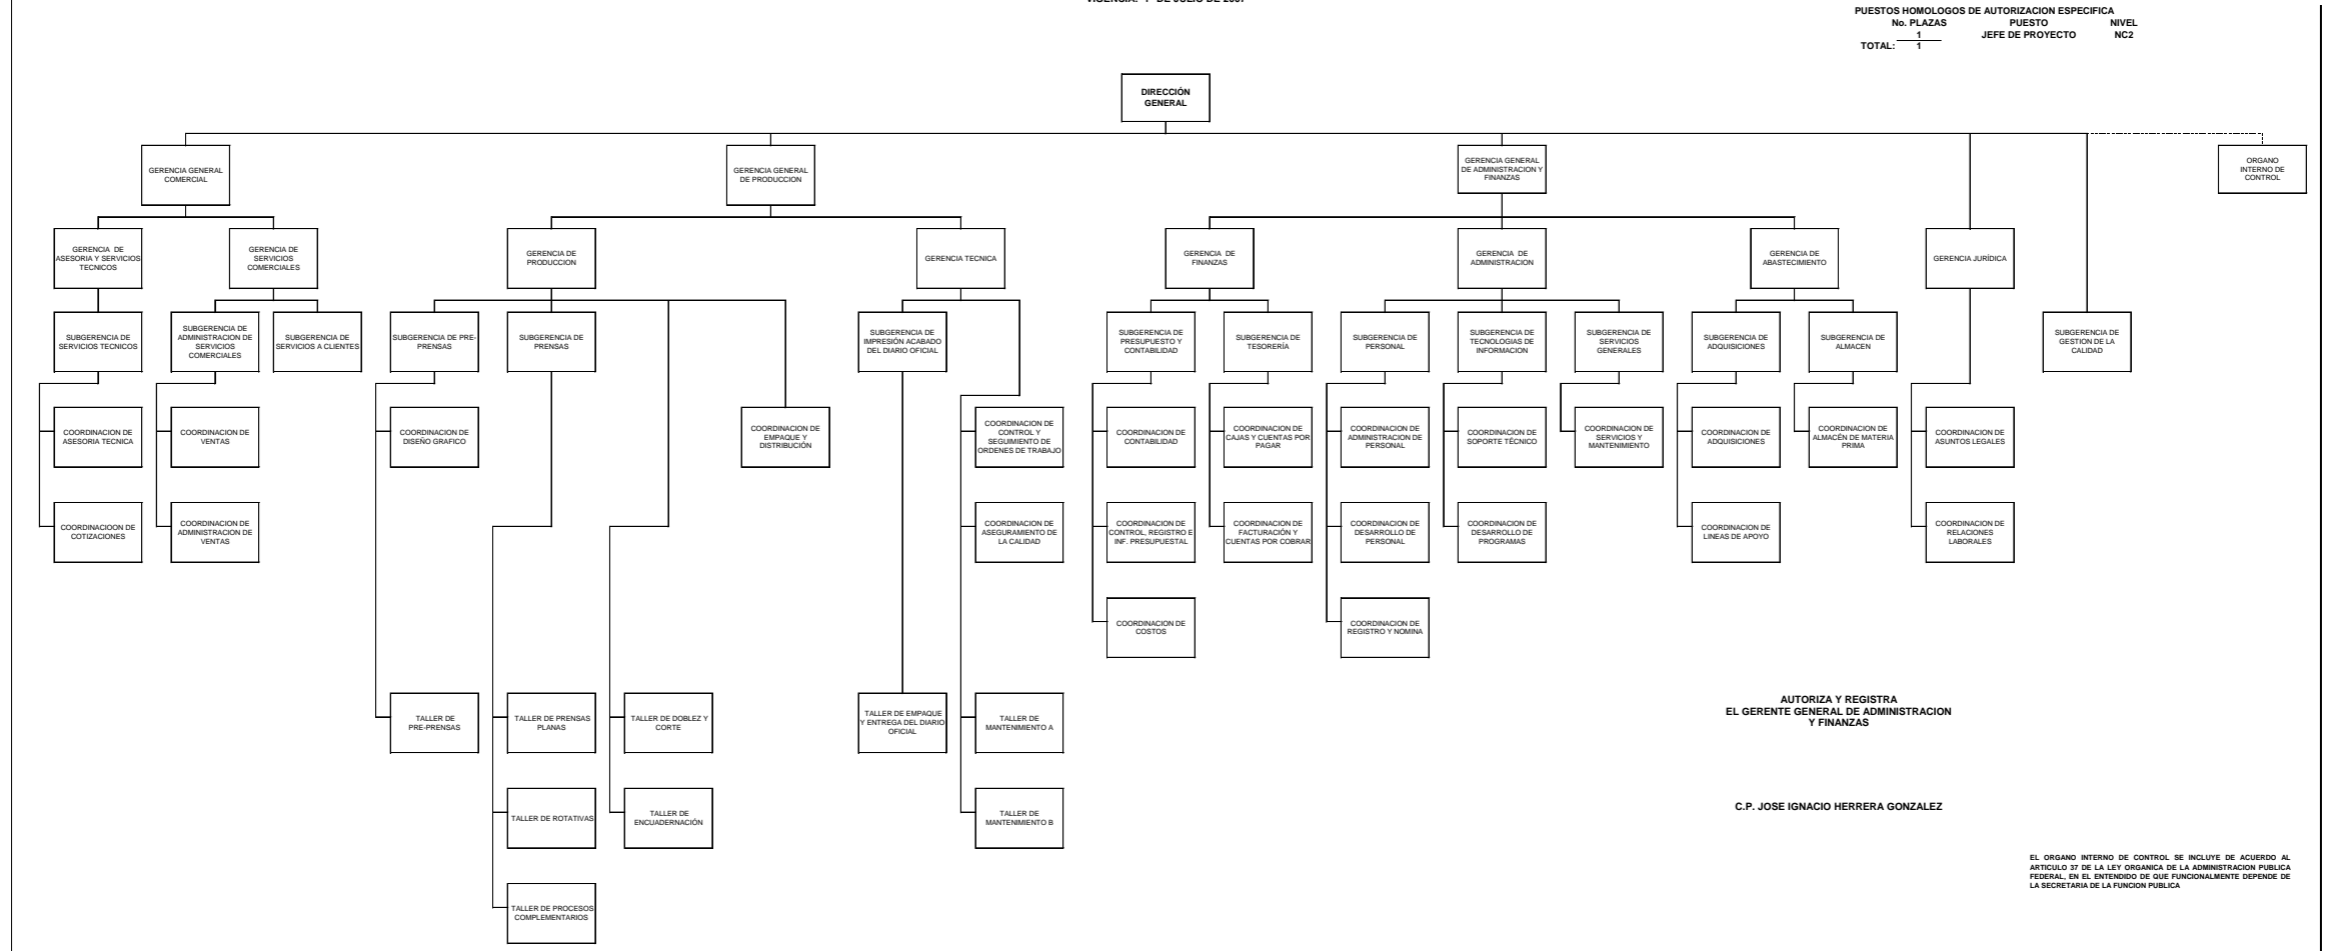 PUESTOS HOMOLOGOS DE AUTORIZACION ESPECIFICA
No. PLAZAS PUESTO NIVEL
1 JEFE DE PROYECTO NC2
TOTAL: 1
DIRECCIÓN
GENERAL
GERENCIA GENERAL
COMERCIAL
GERENCIA GENERAL
DE PRODUCCION
GERENCIA GENERAL
DE ADMINISTRACION Y
FINANZAS
ORGANO
INTERNO DE
CONTROL
GERENCIA DE
ASESORIA Y SERVICIOS
TECNICOS
GERENCIA DE
SERVICIOS
COMERCIALES
GERENCIA DE
PRODUCCION
GERENCIA TECNICA
GERENCIA DE
FINANZAS
GERENCIA DE
ADMINISTRACION
GERENCIA DE
ABASTECIMIENTO
GERENCIA JURÍDICA
SUBGERENCIA DE
SERVICIOS TECNICOS
SUBGERENCIA DE
ADMINISTRACION DE
SERVICIOS
COMERCIALES
SUBGERENCIA DE
SERVICIOS A CLIENTES
SUBGERENCIA DE PRE-
PRENSAS
SUBGERENCIA DE
PRENSAS
SUBGERENCIA DE
IMPRESIÓN ACABADO
DEL DIARIO OFICIAL
SUBGERENCIA DE
PRESUPUESTO Y
CONTABILIDAD
SUBGERENCIA DE
TESORERÍA
SUBGERENCIA DE
PERSONAL
SUBGERENCIA DE
TECNOLOGIAS DE
INFORMACION
SUBGERENCIA DE
SERVICIOS
GENERALES
SUBGERENCIA DE
ADQUISICIONES
SUBGERENCIA DE
ALMACEN
SUBGERENCIA DE
GESTION DE LA
CALIDAD
COORDINACION DE
ASESORIA TECNICA
COORDINACION DE
VENTAS
COORDINACION DE
DISEÑO GRAFICO
COORDINACION DE
EMPAQUE Y
DISTRIBUCIÓN
COORDINACION DE
CONTROL Y
SEGUIMIENTO DE
ORDENES DE TRABAJO
COORDINACION DE
CONTABILIDAD
COORDINACION DE
CAJAS Y CUENTAS POR
PAGAR
COORDINACION DE
ADMINISTRACION DE
PERSONAL
COORDINACION DE
SOPORTE TÉCNICO
COORDINACION DE
SERVICIOS Y
MANTENIMIENTO
COORDINACION DE
ADQUISICIONES
COORDINACION DE
ALMACÉN DE MATERIA
PRIMA
COORDINACION DE
ASUNTOS LEGALES
COORDINACIOON DE
COTIZACIONES
COORDINACION DE
ADMINISTRACION DE
VENTAS
COORDINACION DE
ASEGURAMIENTO DE
LA CALIDAD
COORDINACION DE
CONTROL, REGISTRO E
INF. PRESUPUESTAL
COORDINACION DE
FACTURACIÓN Y
CUENTAS POR COBRAR
COORDINACION DE
DESARROLLO DE
PERSONAL
COORDINACION DE
DESARROLLO DE
PROGRAMAS
COORDINACION DE
LINEAS DE APOYO
COORDINACION DE
RELACIONES
LABORALES
COORDINACION DE
COSTOS
COORDINACION DE
REGISTRO Y NOMINA
TALLER DE
PRE-PRENSAS
TALLER DE PRENSAS
PLANAS
TALLER DE DOBLEZ Y
CORTE
TALLER DE EMPAQUE
Y ENTREGA DEL DIARIO
OFICIAL
TALLER DE
MANTENIMIENTO A
AUTORIZA Y REGISTRA
EL GERENTE GENERAL DE ADMINISTRACION
Y FINANZAS
TALLER DE ROTATIVAS
TALLER DE
ENCUADERNACIÓN
TALLER DE
MANTENIMIENTO B
C.P. JOSE IGNACIO HERRERA GONZALEZ
TALLER DE PROCESOS
COMPLEMENTARIOS
EL ORGANO INTERNO DE CONTROL SE INCLUYE DE ACUERDO AL
ARTICULO 37 DE LA LEY ORGANICA DE LA ADMINISTRACION PUBLICA
FEDERAL, EN EL ENTENDIDO DE QUE FUNCIONALMENTE DEPENDE DE
LA SECRETARIA DE LA FUNCION PUBLICA